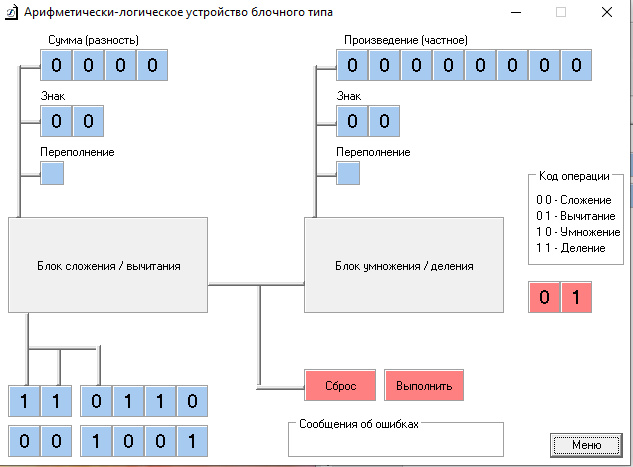 Арифметически-логическое устройство блочного типа
Сумма (разность)
0 0 0 0
Произведение (частное)
0 0 0 0 0 0 0 0
Знак
0 0
Знак
0 0
Переполнение
Переполнение
Код операции
0 0 - Сложение
0 1 - Вычитание
1 0 - Умножение
1 1 - Деление
Блок сложения / вычитания
Блок умножения / деления
0 1
Сброс
Выполнить
1 1 0 1 1 0
0 0 1 0 0 1
Сообщения об ошибках
Меню